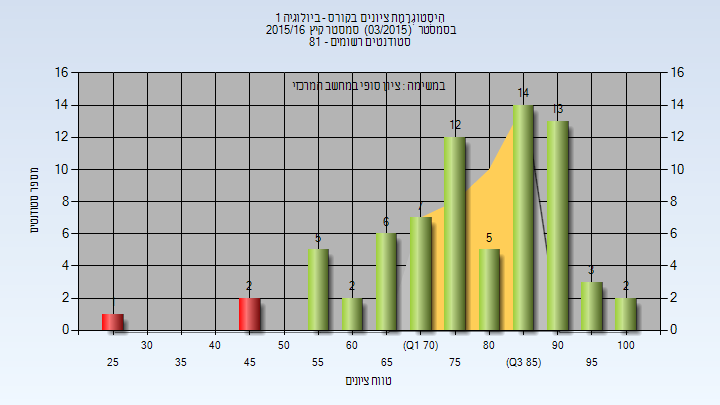 היסטוגרמת ציונים בקורס - ביולוגיה 1
בסמסטר (03/2015) סמסטר קיץ 2015/16
סטודנטים רשומים - 81
במשימה : ציון סופי במחשב המרכזי
מספר סטודנטים
16 16
14 14
12 12
10 10
8 8
6 6
4 4
2 2
0 0
2 5 2 6 7 12 5 14 13 3 2
30 40 50 60 (Q1 70) 80 90 100
25 35 45 55 65 75 (Q3 85) 95
טווח ציונים